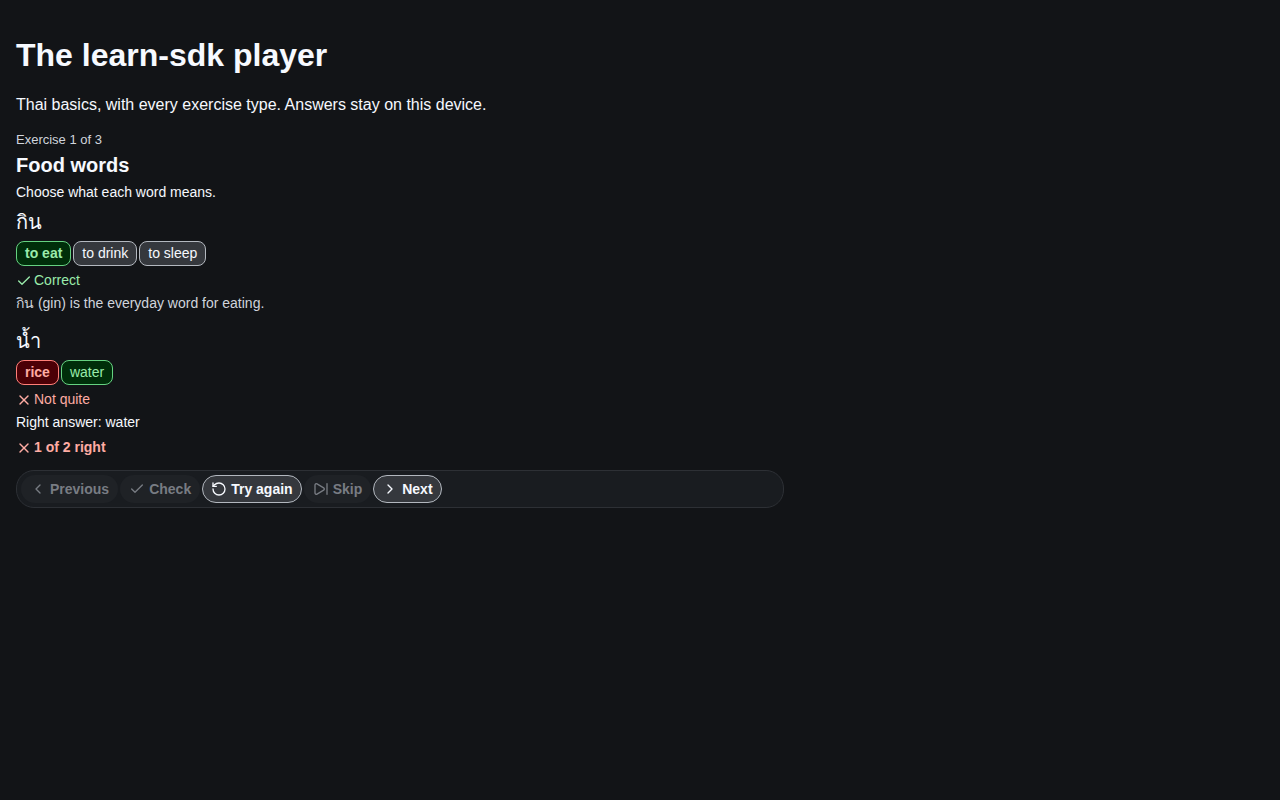 The learn-sdk player
Thai basics, with every exercise type. Answers stay on this device.
Exercise 1 of 3
Food words
Choose what each word means.
กิน
to eat to drink to sleep
Correct
กิน (gin) is the everyday word for eating.
น้ำ
rice water
Not quite
Right answer: water
1 of 2 right
Previous Check Try again Skip Next